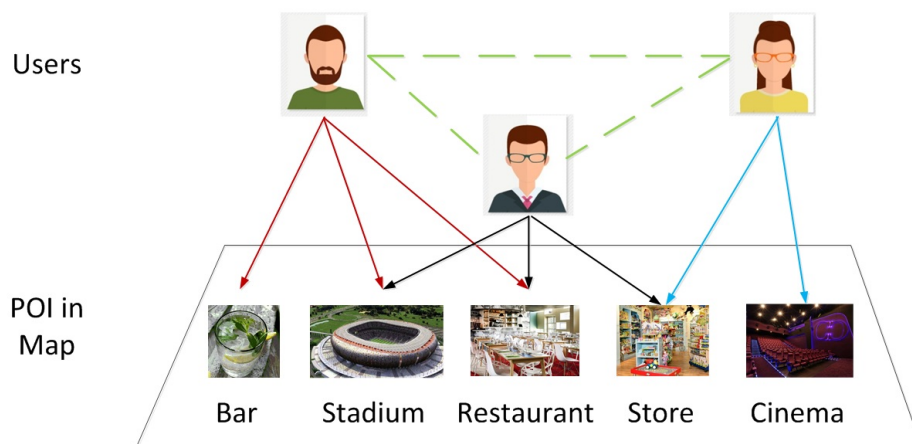 Users
POI in
Map
Bar
Stadium
Restaurant
Store
Cinema